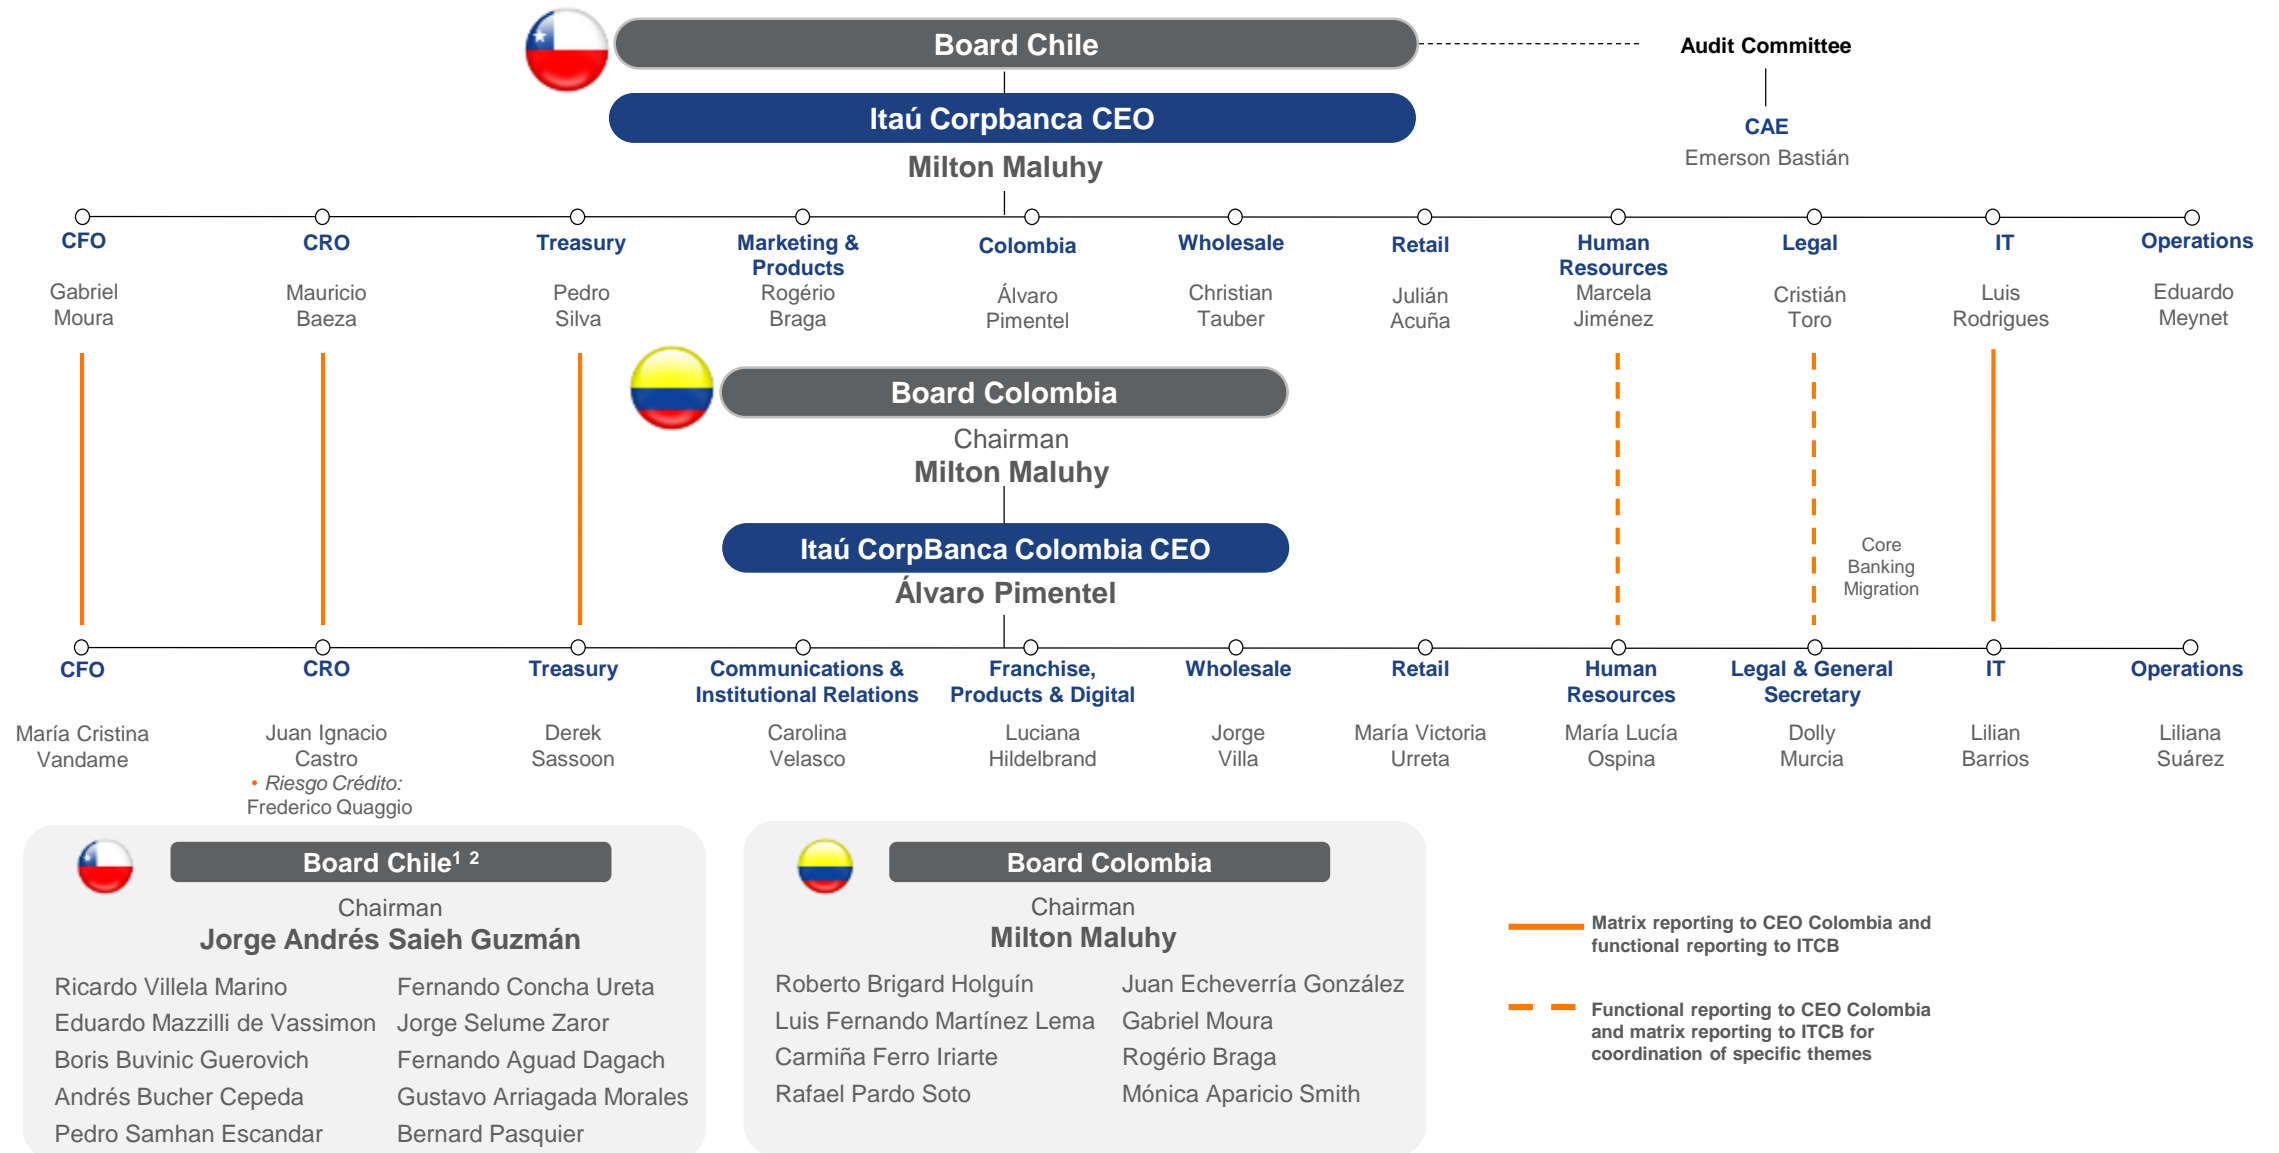 Board Chile
Audit Committee
Itaú Corpbanca CEO
CAE
Milton Maluhy
Emerson Bastián
CFO
Gabriel
Moura
CRO
Mauricio
Baeza
Treasury
Pedro
Silva
Marketing &
Products
Rogério
Braga
Colombia
Álvaro
Pimentel
Wholesale
Christian
Tauber
Retail
Julián
Acuña
Human
Resources
Marcela
Jiménez
Legal
Cristián
Toro
IT
Luis
Rodrigues
Operations
Eduardo
Meynet
Board Colombia
Chairman
Milton Maluhy
Itaú CorpBanca Colombia CEO
Álvaro Pimentel
Core
Banking
Migration
CFO
María Cristina
Vandame
CRO
Juan Ignacio
Castro
• Riesgo Crédito:
Frederico Quaggio
Treasury
Derek
Sassoon
Communications &
Institutional Relations
Carolina
Velasco
Franchise,
Products & Digital
Luciana
Hildelbrand
Wholesale
Jorge
Villa
Retail
María Victoria
Urreta
Human
Resources
María Lucía
Ospina
Legal & General
Secretary
Dolly
Murcia
IT
Lilian
Barrios
Operations
Liliana
Suárez
Board Chile¹ ²
Chairman
Jorge Andrés Saieh Guzmán
Ricardo Villela Marino
Eduardo Mazzilli de Vassimon
Boris Buvinic Guerovich
Andrés Bucher Cepeda
Pedro Samhan Escandar
Fernando Concha Ureta
Jorge Selume Zaror
Fernando Aguad Dagach
Gustavo Arriagada Morales
Bernard Pasquier
Board Colombia
Chairman
Milton Maluhy
Roberto Brigard Holguín
Luis Fernando Martínez Lema
Carmiña Ferro Iriarte
Rafael Pardo Soto
Juan Echeverría González
Gabriel Moura
Rogério Braga
Mónica Aparicio Smith
Matrix reporting to CEO Colombia and
functional reporting to ITCB
Functional reporting to CEO Colombia
and matrix reporting to ITCB for
coordination of specific themes